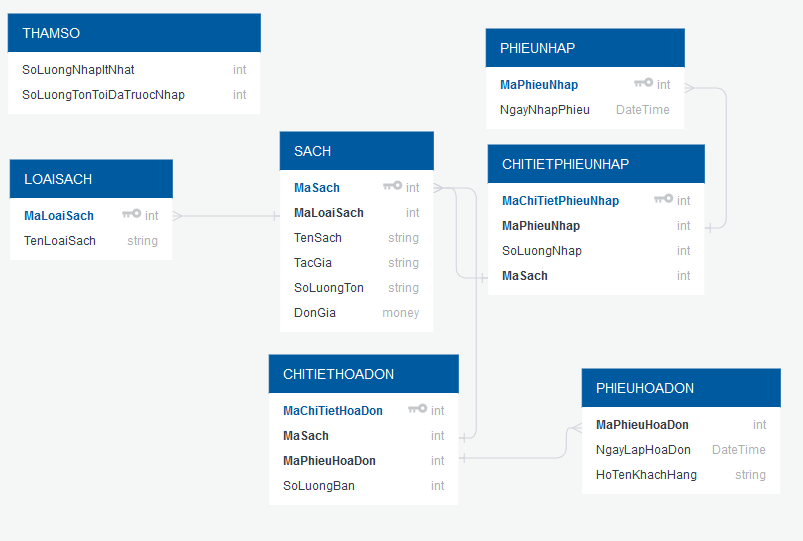 THAMSO
SoLuongNhapItNhat int
SoLuongTonToiDaTruocNhap int
PHIEUNHAP
MaPhieuNhap int
NgayNhapPhieu DateTime
LOAISACH
MaLoaiSach int
TenLoaiSach string
SACH
MaSach int
MaLoaiSach int
TenSach string
TacGia string
SoLuongTon string
DonGia money
CHITIETPHIEUNHAP
MaChiTietPhieuNhap int
MaPhieuNhap int
SoLuongNhap int
MaSach int
CHITIETHOADON
MaChiTietHoaDon int
MaSach int
MaPhieuHoaDon int
SoLuongBan int
PHIEUHOADON
MaPhieuHoaDon int
NgayLapHoaDon DateTime
HoTenKhachHang string